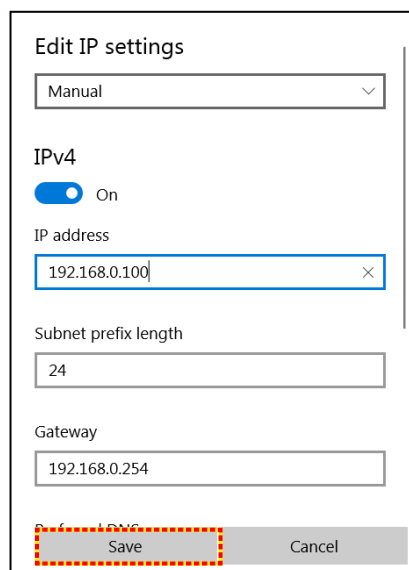 Edit IP settings
Manual
IPv4
On
IP address
192.168.0.100
Subnet prefix length
24
Gateway
192.168.0.254
Save Cancel